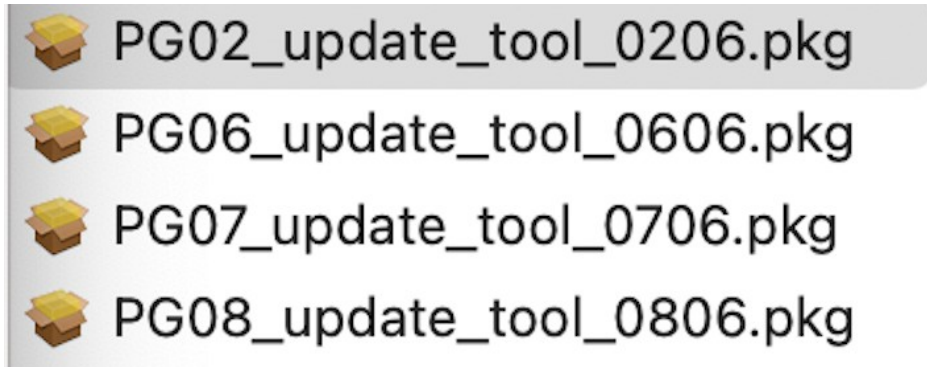 PG02_update_tool_0206.pkg
PG06_update_tool_0606.pkg
PG07_update_tool_0706.pkg
PG08_update_tool_0806.pkg